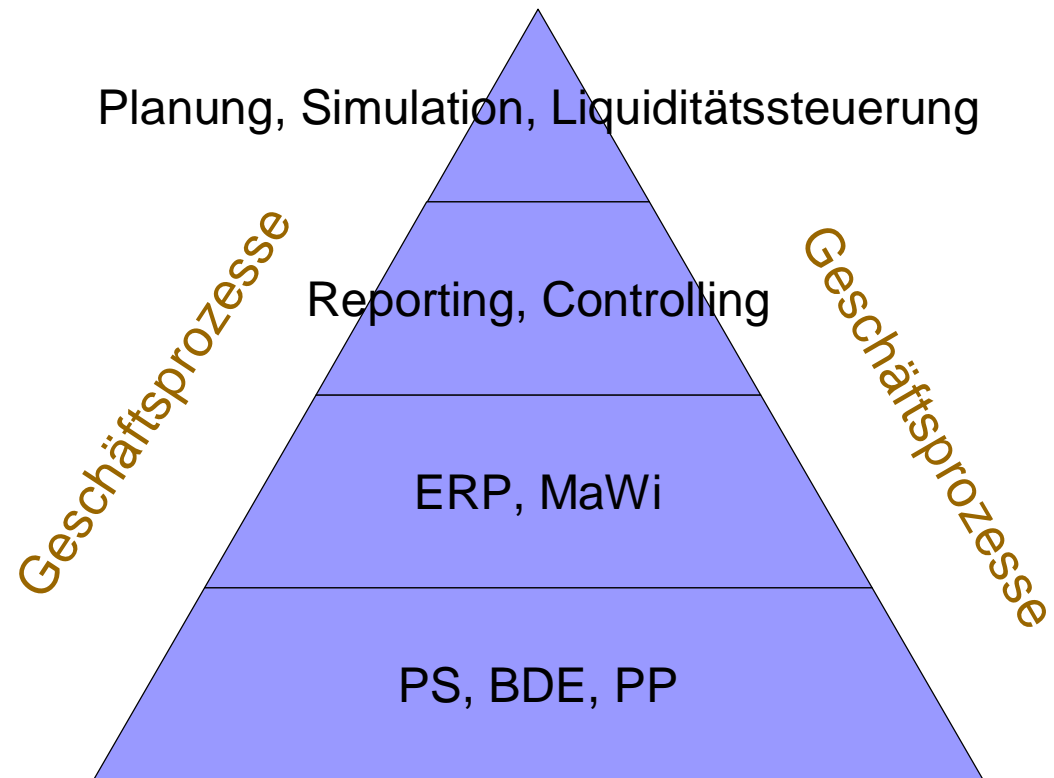 Planung, Simulation, Liquiditätssteuerung
Geschäftsprozesse
Geschäftsprozesse
Reporting, Controlling
ERP, MaWi
PS, BDE, PP